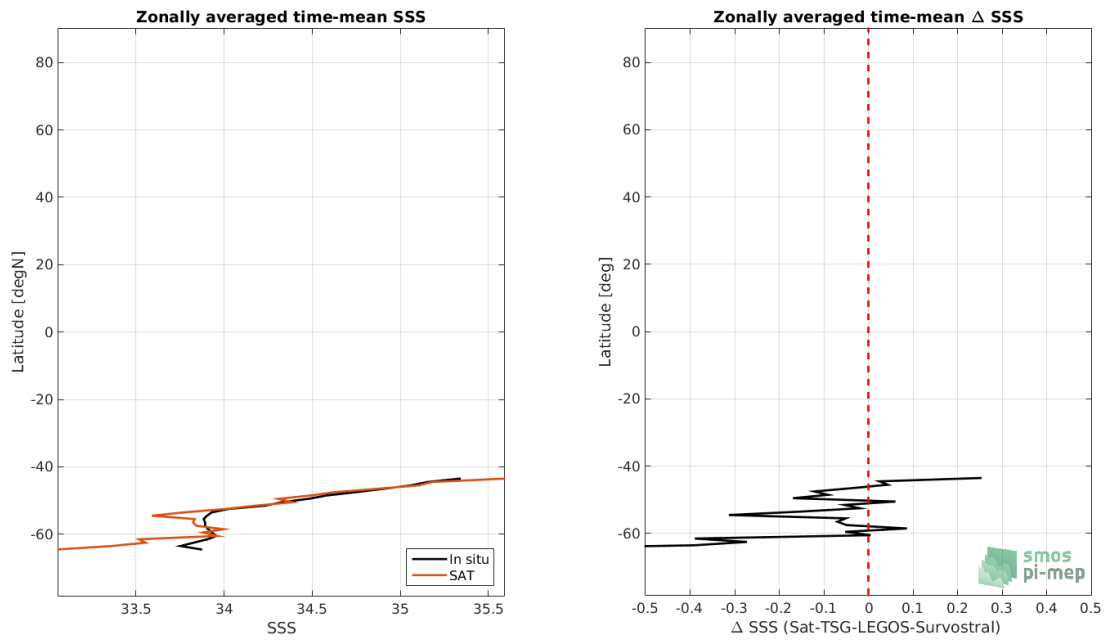 Zonally averaged time-mean SSS
80
60
40
20
0
-20
-40
-60
Latitude [degN]
33.5 34 34.5 35 35.5
SSS
In situ
SAT
Zonally averaged time-mean Δ SSS
80
60
40
20
0
-20
-40
-60
Latitude [deg]
-0.5 -0.4 -0.3 -0.2 -0.1 0 0.1 0.2 0.3 0.4 0.5
Δ SSS (Sat-TSG-LEGOS-Survostral)
smos
pi-mep